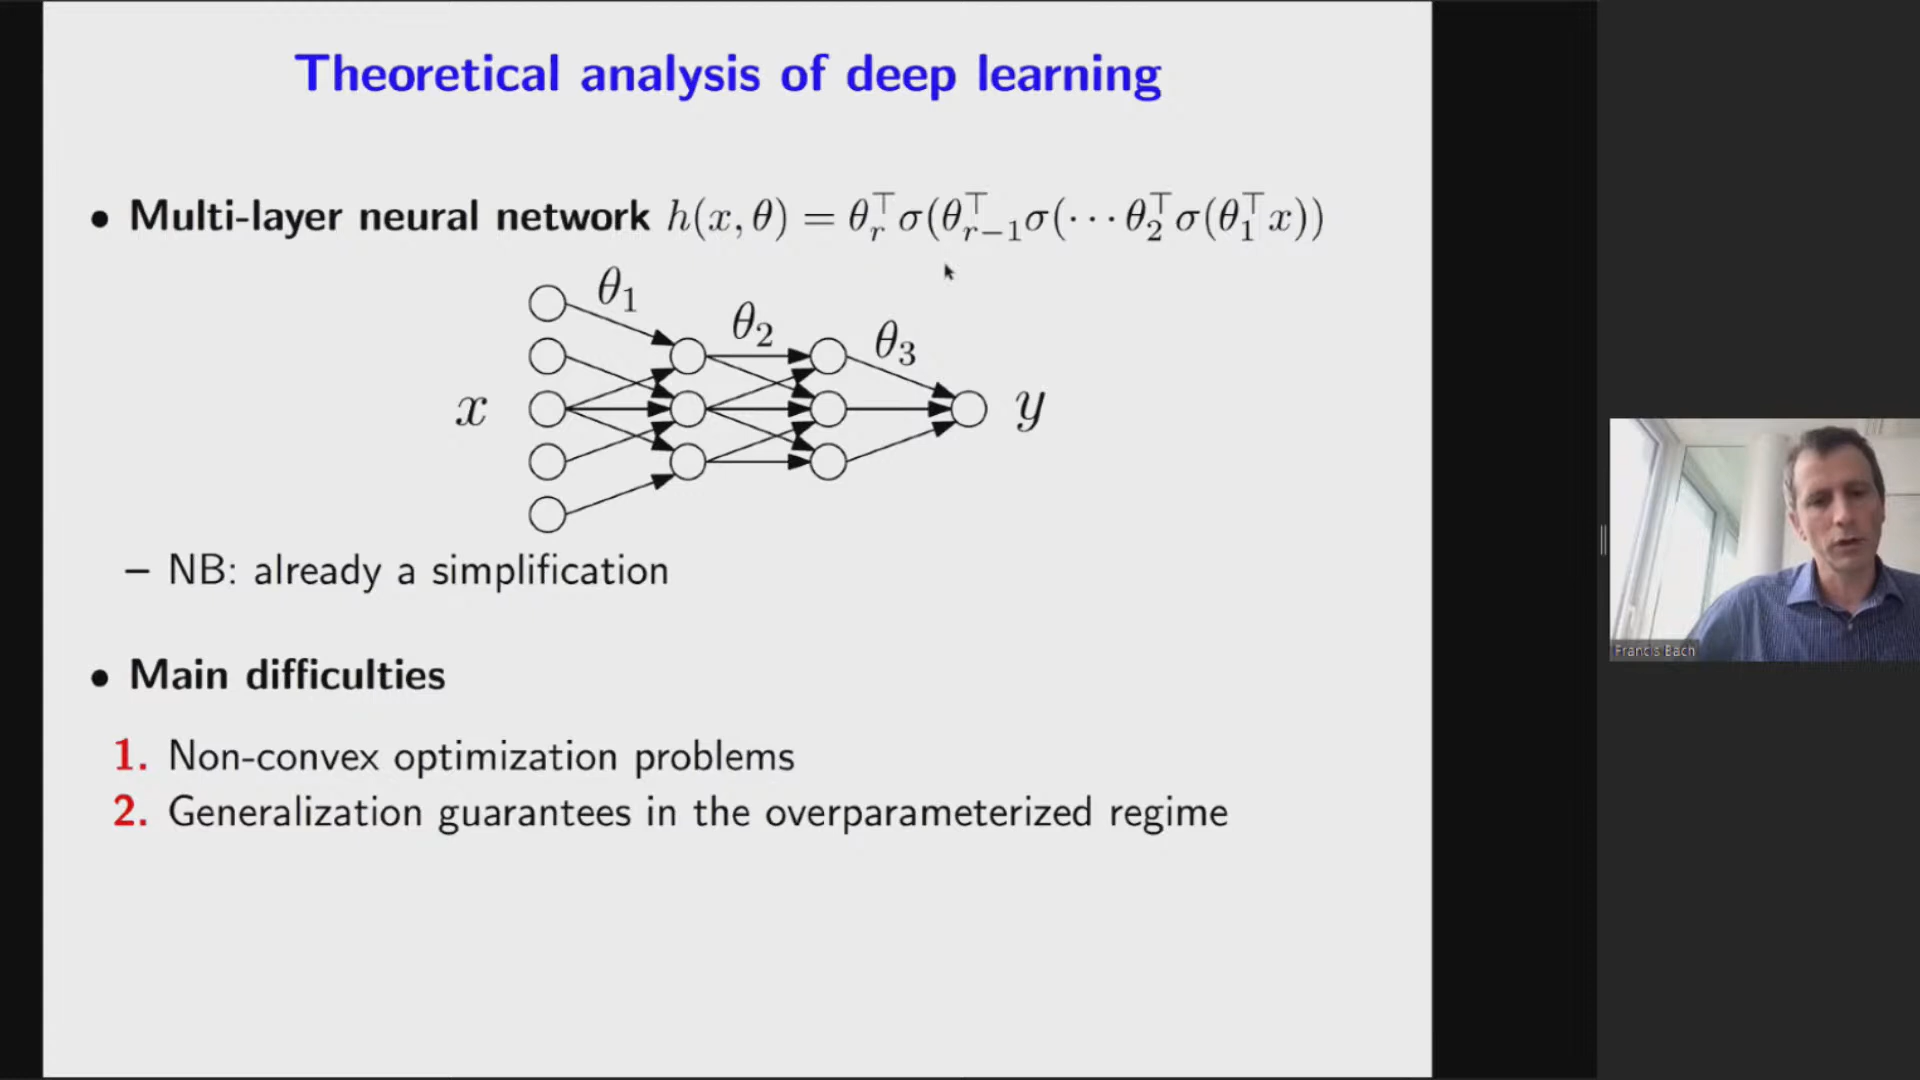 Theoretical analysis of deep learning
• Multi-layer neural network h(x, θ) = θ_r^⊤σ(θ_{r−1}^⊤σ(⋯θ_2^⊤σ(θ_1^⊤x))
θ_1
θ_2
θ_3
x
y
– NB: already a simplification
• Main difficulties
1. Non-convex optimization problems
2. Generalization guarantees in the overparameterized regime
Francis Bach